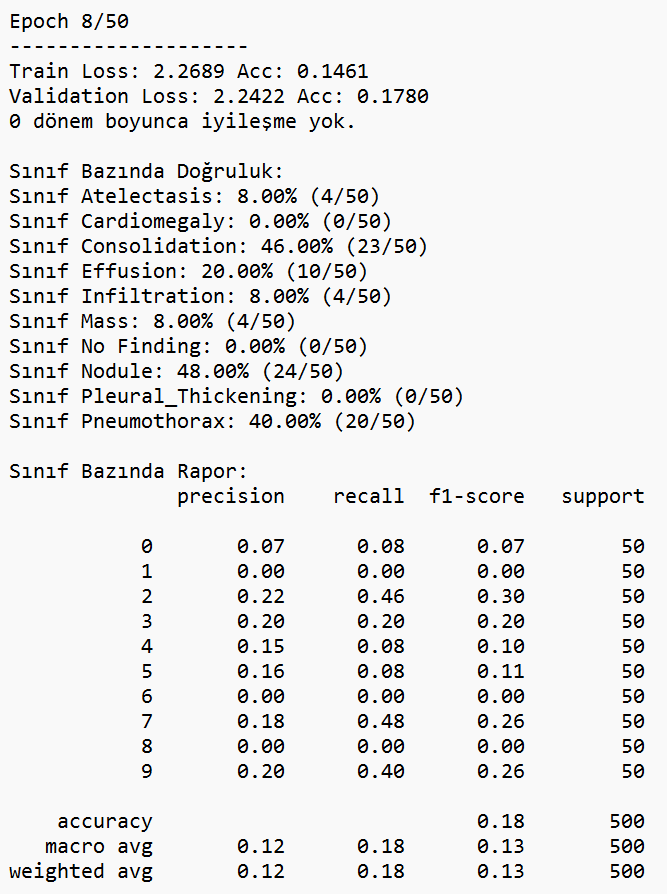 Epoch 8/50
--------------------
Train Loss: 2.2689 Acc: 0.1461
Validation Loss: 2.2422 Acc: 0.1780
0 dönem boyunca iyileşme yok.

Sınıf Bazında Doğruluk:
Sınıf Atelectasis: 8.00% (4/50)
Sınıf Cardiomegaly: 0.00% (0/50)
Sınıf Consolidation: 46.00% (23/50)
Sınıf Effusion: 20.00% (10/50)
Sınıf Infiltration: 8.00% (4/50)
Sınıf Mass: 8.00% (4/50)
Sınıf No Finding: 0.00% (0/50)
Sınıf Nodule: 48.00% (24/50)
Sınıf Pleural_Thickening: 0.00% (0/50)
Sınıf Pneumothorax: 40.00% (20/50)

Sınıf Bazında Rapor:
              precision    recall  f1-score   support

           0       0.07      0.08      0.07        50
           1       0.00      0.00      0.00        50
           2       0.22      0.46      0.30        50
           3       0.20      0.20      0.20        50
           4       0.15      0.08      0.10        50
           5       0.16      0.08      0.11        50
           6       0.00      0.00      0.00        50
           7       0.18      0.48      0.26        50
           8       0.00      0.00      0.00        50
           9       0.20      0.40      0.26        50

    accuracy                           0.18       500
   macro avg       0.12      0.18      0.13       500
weighted avg       0.12      0.18      0.13       500